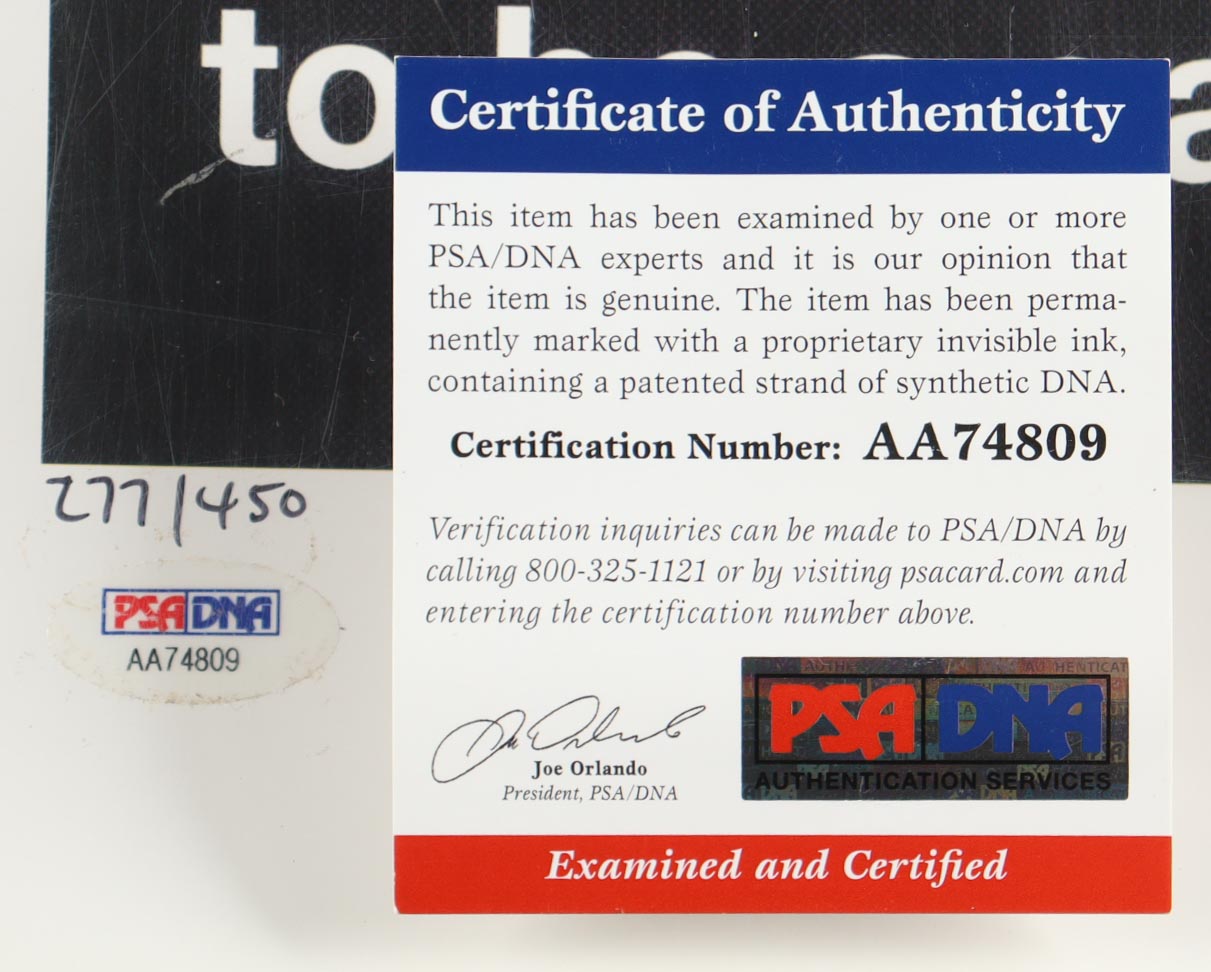 to
Certificate of Authenticity
This item has been examined by one or more
PSA/DNA experts and it is our opinion that
the item is genuine. The item has been perma-
nently marked with a proprietary invisible ink,
containing a patented strand of synthetic DNA.
Certification Number: AA74809
277/450
Verification inquiries can be made to PSA/DNA by
calling 800-325-1121 or by visiting psacard.com and
entering the certification number above.
PSA DNA
AA74809
Joe Orlando
President, PSA/DNA
PSA DNA
AUTHENTICATION SERVICES
Examined and Certified